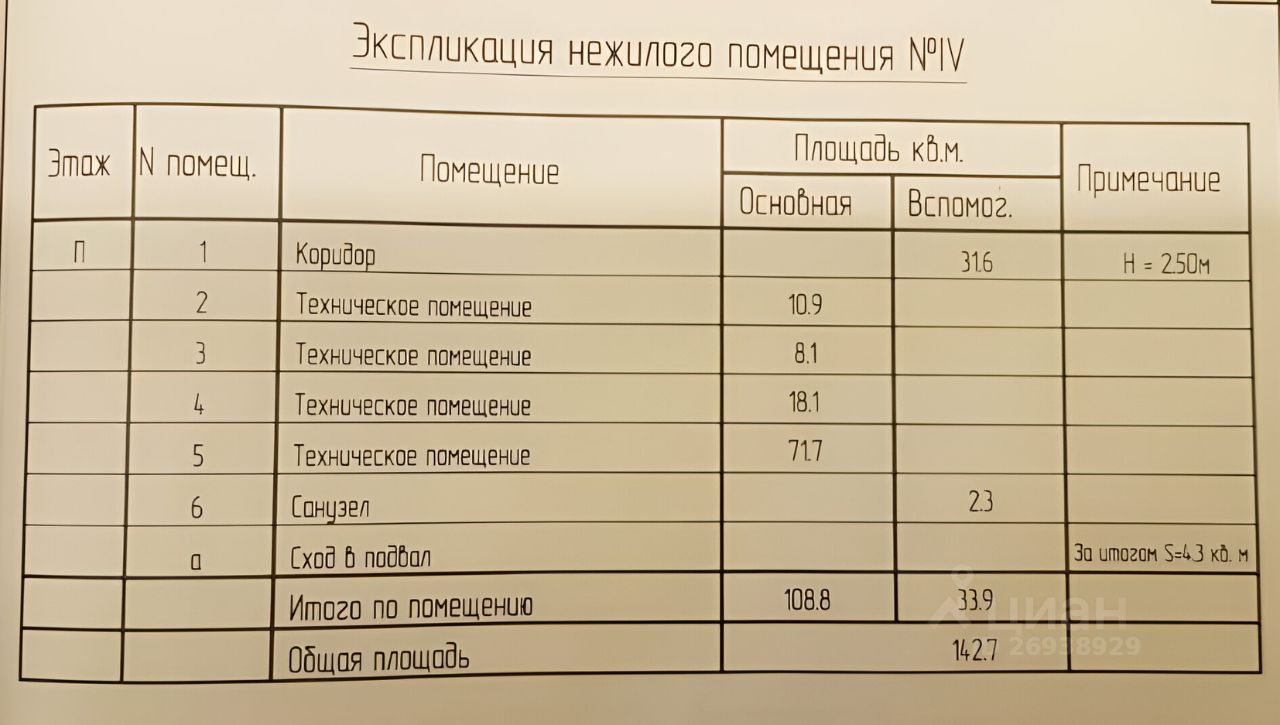 Экспликация нежилого помещения №IV
Этаж N помещ. Помещение Площадь кв.м. Примечание
Основная Вспомог.
П 1 Коридор 31.6 H = 2.50м
2 Техническое помещение 10.9
3 Техническое помещение 8.1
4 Техническое помещение 18.1
5 Техническое помещение 71.7
6 Санузел 2.3
а Сход в подвал За итогом S=4.3 кв. м
Итого по помещению 108.8 33.9
Общая площадь 142.7
циан
26938929